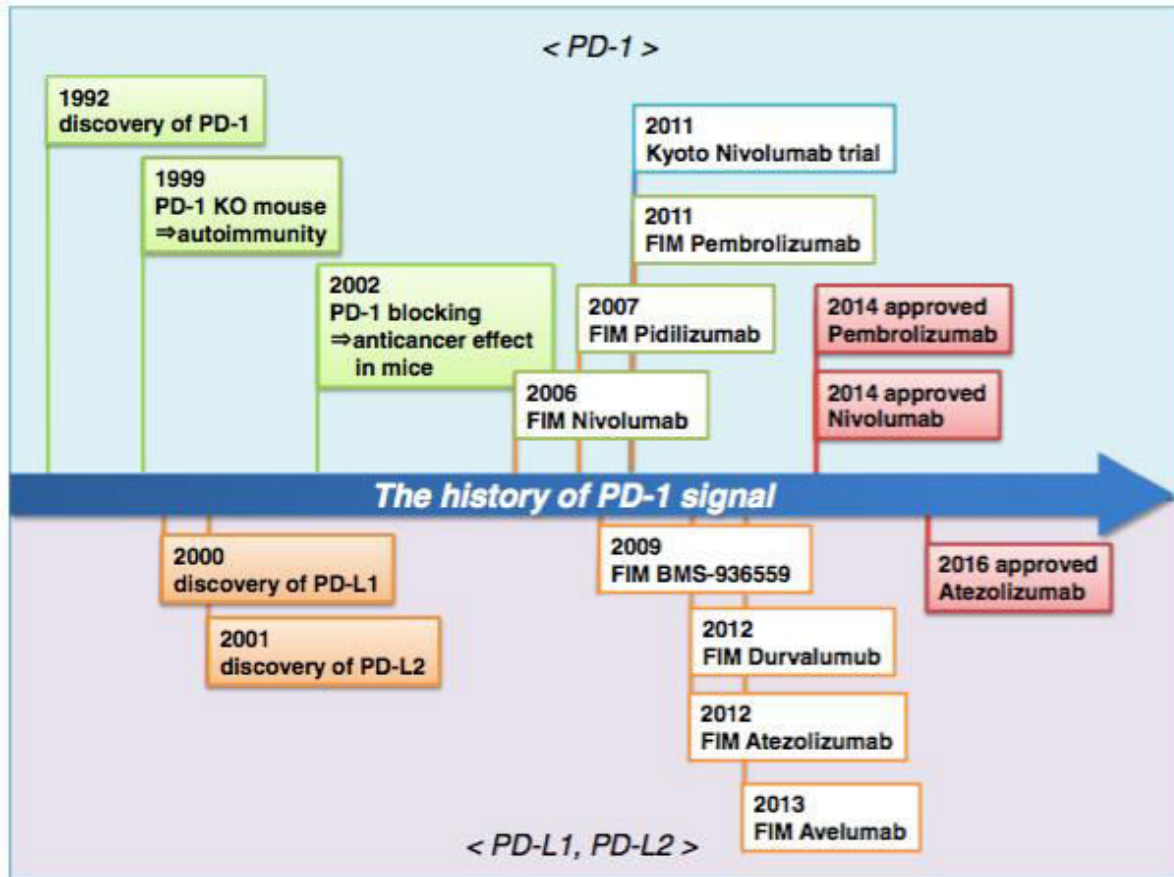 < PD-1 >
1992
discovery of PD-1
1999
PD-1 KO mouse
⇒autoimmunity
2002
PD-1 blocking
⇒anticancer effect
in mice
2006
FIM Nivolumab
2007
FIM Pidilizumab
2011
Kyoto Nivolumab trial
2011
FIM Pembrolizumab
2014 approved
Pembrolizumab
2014 approved
Nivolumab
The history of PD-1 signal
2000
discovery of PD-L1
2001
discovery of PD-L2
2009
FIM BMS-936559
2012
FIM Durvalumub
2012
FIM Atezolizumab
2013
FIM Avelumab
2016 approved
Atezolizumab
< PD-L1, PD-L2 >